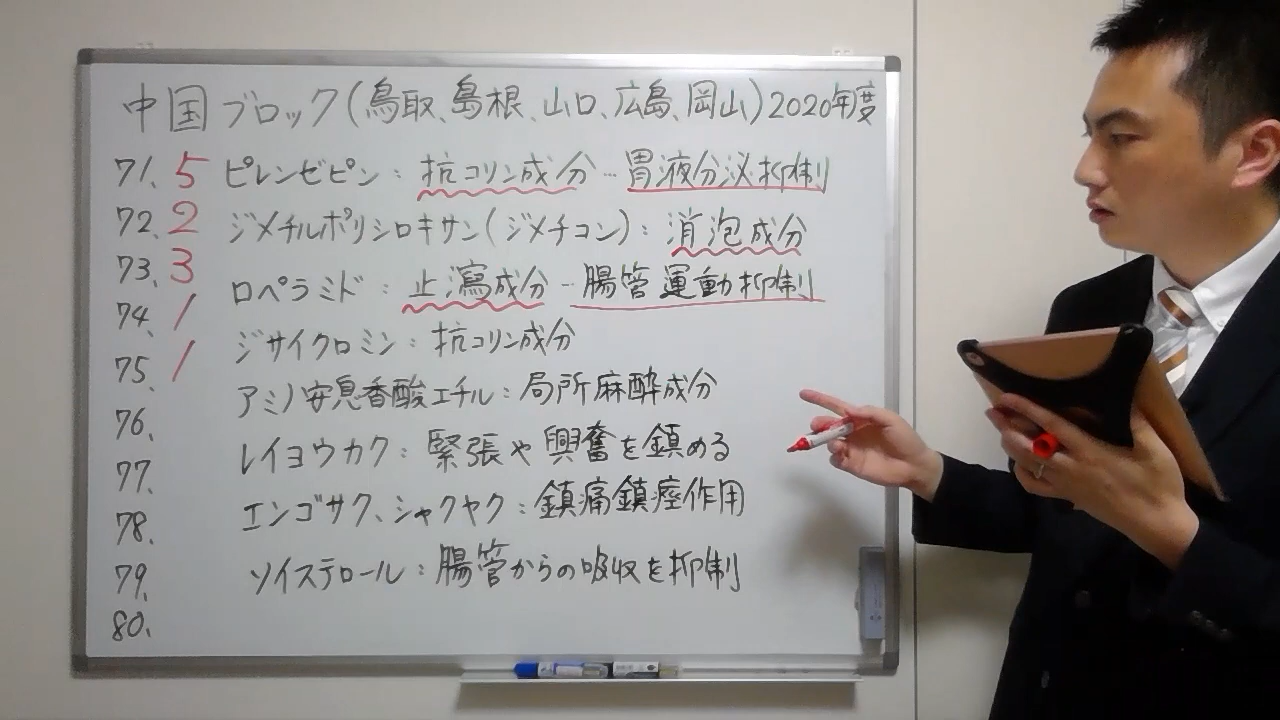 中国ブロック(鳥取、島根、山口、広島、岡山)2020年度
71. 5 ピレンゼピン：抗コリン成分…胃液分泌抑制
72. 2 ジメチルポリシロキサン(ジメチコン)：消泡成分
73. 3 ロペラミド：止瀉成分…腸管運動抑制
74. 1 ジサイクロミン：抗コリン成分
75. 1 アミノ安息香酸エチル：局所麻酔成分
76. レイヨウカク：緊張や興奮を鎮める
77. エンゴサク、シャクヤク：鎮痛鎮痙作用
78. ソイステロール：腸管からの吸収を抑制
79.
80.